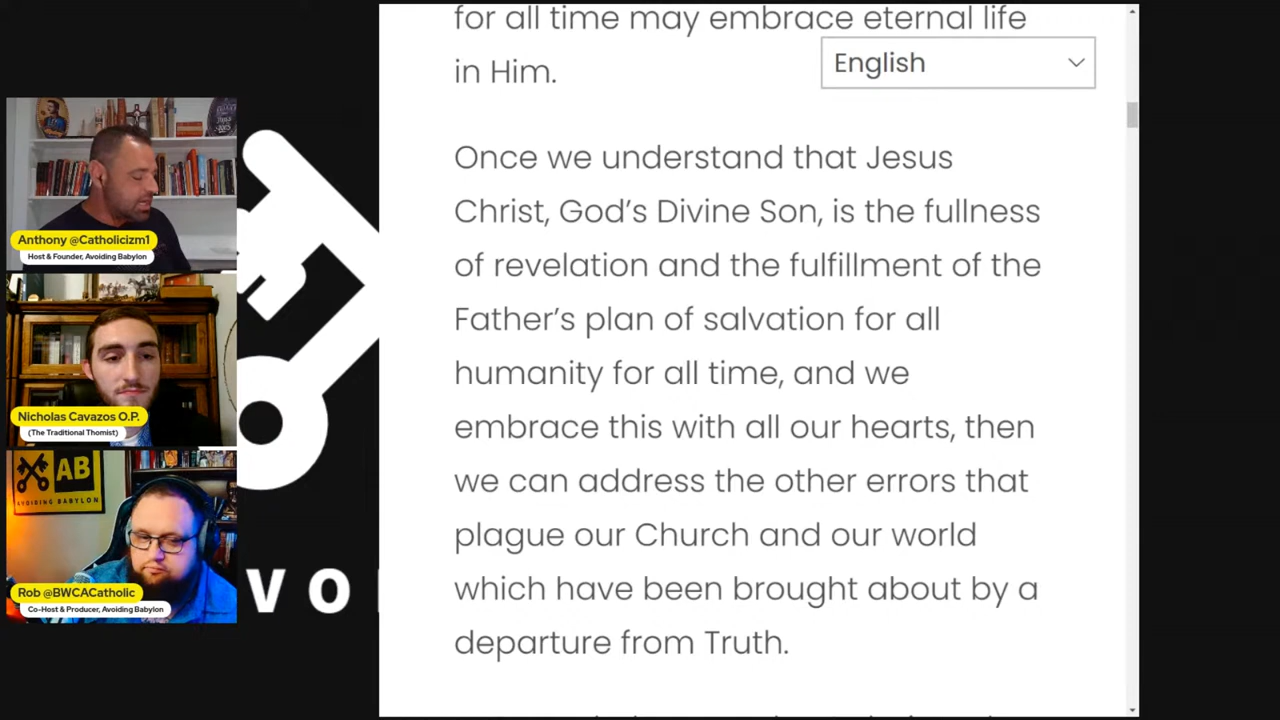 for all time may embrace eternal life
in Him.
English
Once we understand that Jesus
Christ, God’s Divine Son, is the fullness
of revelation and the fulfillment of the
Father’s plan of salvation for all
humanity for all time, and we
embrace this with all our hearts, then
we can address the other errors that
plague our Church and our world
which have been brought about by a
departure from Truth.
Anthony @Catholicizm1
Host & Founder, Avoiding Babylon
Nicholas Cavazos O.P.
(The Traditional Thomist)
AB
AVOIDING BABYLON
Rob @BWCACatholic
Co-Host & Producer, Avoiding Babylon
VO